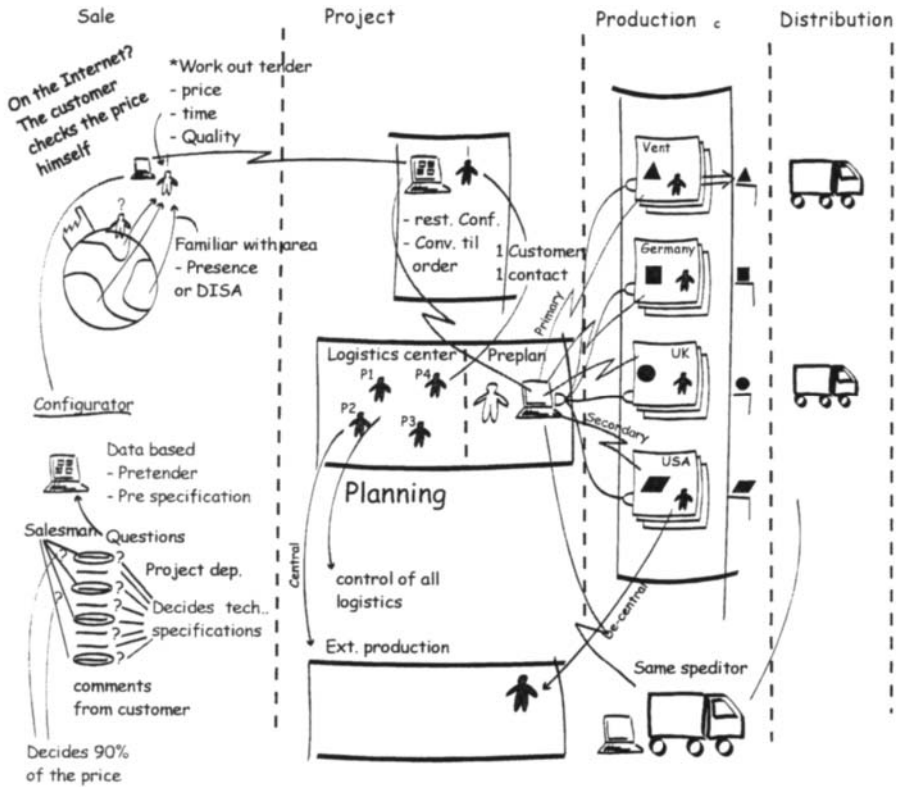 Sale
Project
Production c
Distribution
On the Internet?
The customer
checks the price
himself
*Work out tender
- price
- time
- Quality
?
Familiar with area
- Presence
or DISA
- rest. Conf.
- Conv. til
order
1 Customer
1 contact
Vent
Germany
UK
USA
Primary
Secondary
Logistics center
Preplan
P1
P4
P2
P3
Planning
Configurator
Data based
- Pretender
- Pre specification
Salesman
Questions
?
?
?
?
?
?
Project dep.
Decides tech..
specifications
comments
from customer
Decides 90%
of the price
Central
control of all
logistics
De-central
Ext. production
Same speditor